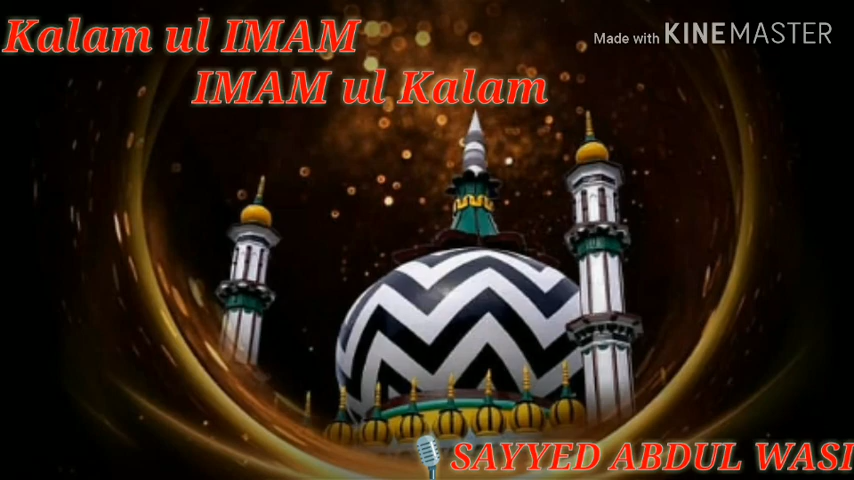 Kalam ul IMAM
Made with KINEMASTER
IMAM ul Kalam
SAYYED ABDUL WASI